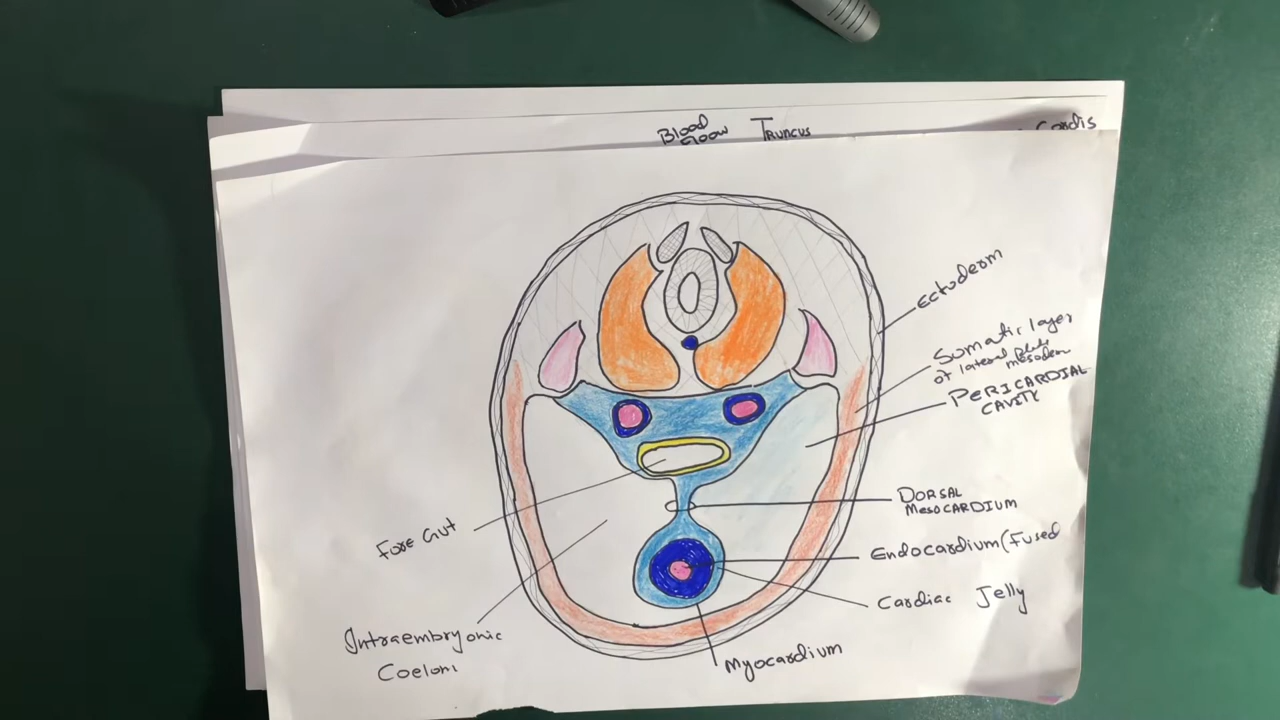 Blood
Flow
Truncus
Cordis
Ectoderm
Somatic layer
of lateral plate
mesoderm
PERICARDIAL
CAVITY
DORSAL
MESOCARDIUM
Endocardium (Fused
Cardiac Jelly
Myocardium
Fore Gut
Intraembryonic
Coelom